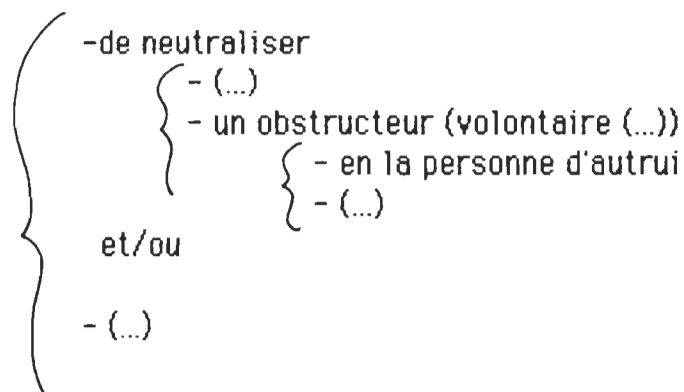 -de neutraliser
- (...)
- un obstructeur (volontaire (...))
- en la personne d'autrui
- (...)
et/ou
- (...)